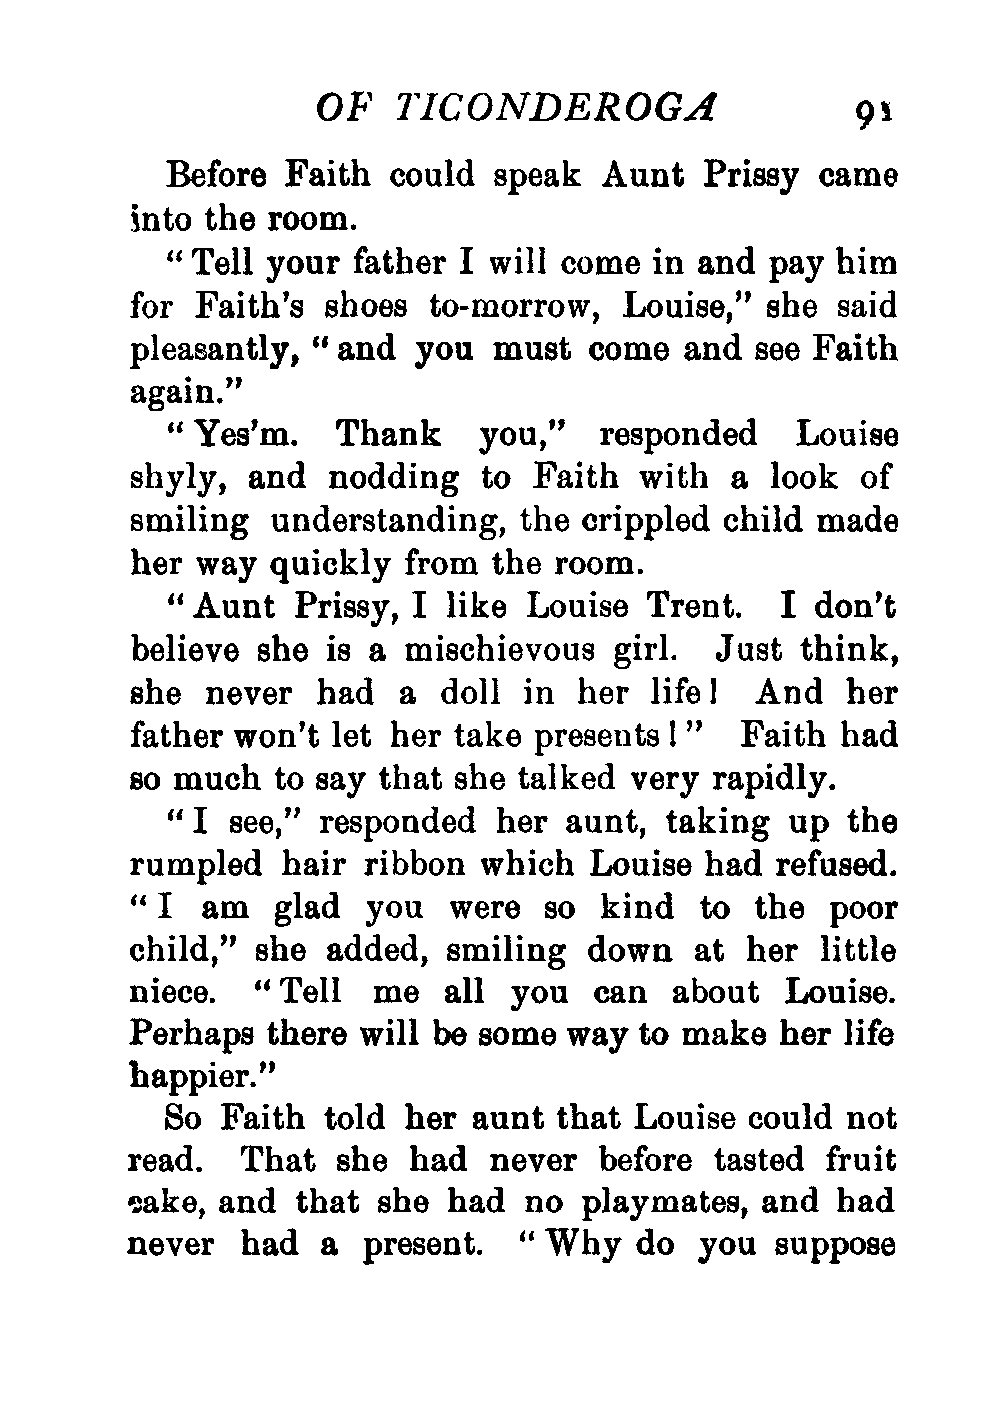 OF TICONDEROGA 91
Before Faith could speak Aunt Prissy came
into the room.
“Tell your father I will come in and pay him
for Faith's shoes to-morrow, Louise,” she said
pleasantly, “and you must come and see Faith
again.”
“Yes'm. Thank you,” responded Louise
shyly, and nodding to Faith with a look of
smiling understanding, the crippled child made
her way quickly from the room.
“Aunt Prissy, I like Louise Trent. I don't
believe she is a mischievous girl. Just think,
she never had a doll in her life! And her
father won't let her take presents!” Faith had
so much to say that she talked very rapidly.
“I see,” responded her aunt, taking up the
rumpled hair ribbon which Louise had refused.
“I am glad you were so kind to the poor
child,” she added, smiling down at her little
niece. “Tell me all you can about Louise.
Perhaps there will be some way to make her life
happier.”
So Faith told her aunt that Louise could not
read. That she had never before tasted fruit
cake, and that she had no playmates, and had
never had a present. “Why do you suppose